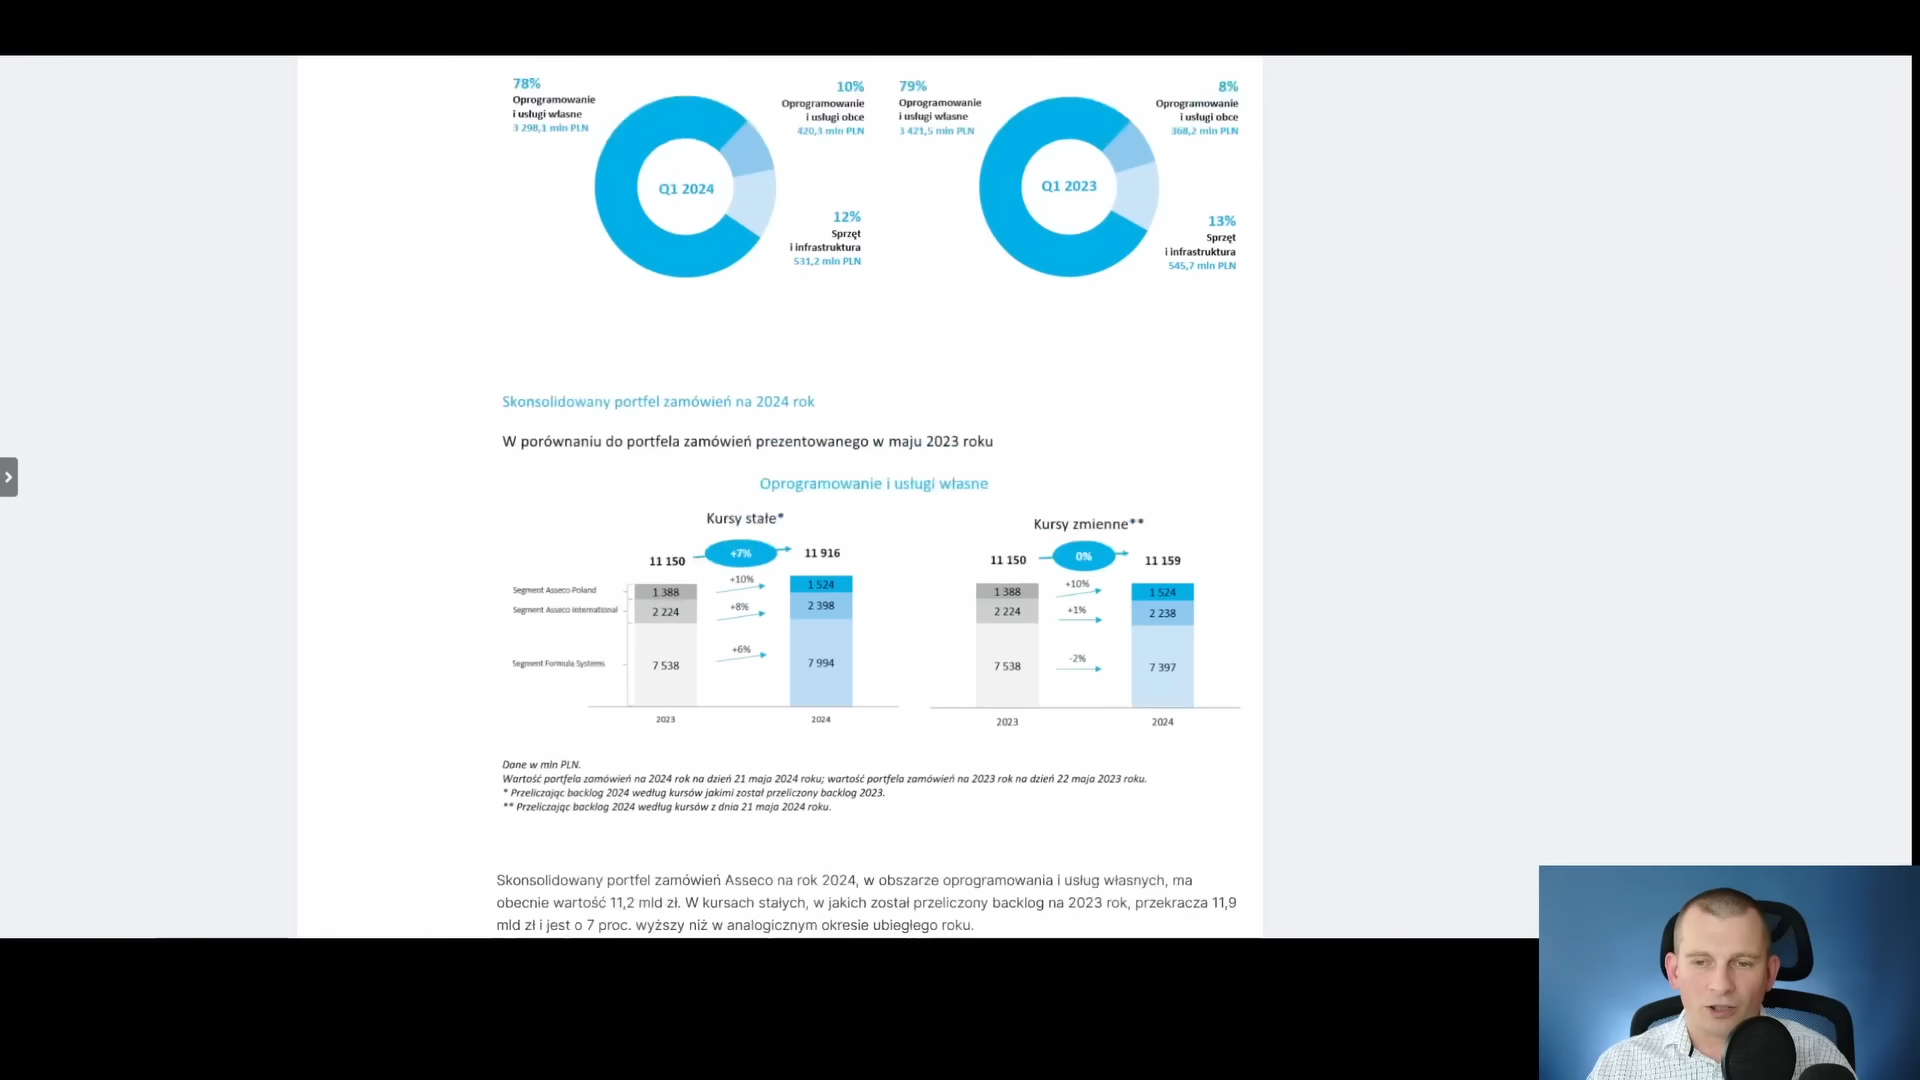 78%
Oprogramowanie
i usługi własne
3 298,1 mln PLN
10%
Oprogramowanie
i usługi obce
420,3 mln PLN
Q1 2024
12%
Sprzęt
i infrastruktura
531,2 mln PLN
79%
Oprogramowanie
i usługi własne
3 421,5 mln PLN
8%
Oprogramowanie
i usługi obce
368,2 mln PLN
Q1 2023
13%
Sprzęt
i infrastruktura
545,7 mln PLN
Skonsolidowany portfel zamówień na 2024 rok
W porównaniu do portfela zamówień prezentowanego w maju 2023 roku
Oprogramowanie i usługi własne
Kursy stałe*
11 150
+7%
11 916
Segment Asseco Poland
1 388
+10%
1 524
Segment Asseco International
2 224
+8%
2 398
Segment Formula Systems
7 538
+6%
7 994
2023
2024
Kursy zmienne**
11 150
0%
11 159
1 388
+10%
1 524
2 224
+1%
2 238
7 538
-2%
7 397
2023
2024
Dane w mln PLN.
Wartość portfela zamówień na 2024 rok na dzień 21 maja 2024 roku; wartość portfela zamówień na 2023 rok na dzień 22 maja 2023 roku.
* Przeliczając backlog 2024 według kursów jakimi został przeliczony backlog 2023.
** Przeliczając backlog 2024 według kursów z dnia 21 maja 2024 roku.
Skonsolidowany portfel zamówień Asseco na rok 2024, w obszarze oprogramowania i usług własnych, ma
obecnie wartość 11,2 mld zł. W kursach stałych, w jakich został przeliczony backlog na 2023 rok, przekracza 11,9
mld zł i jest o 7 proc. wyższy niż w analogicznym okresie ubiegłego roku.